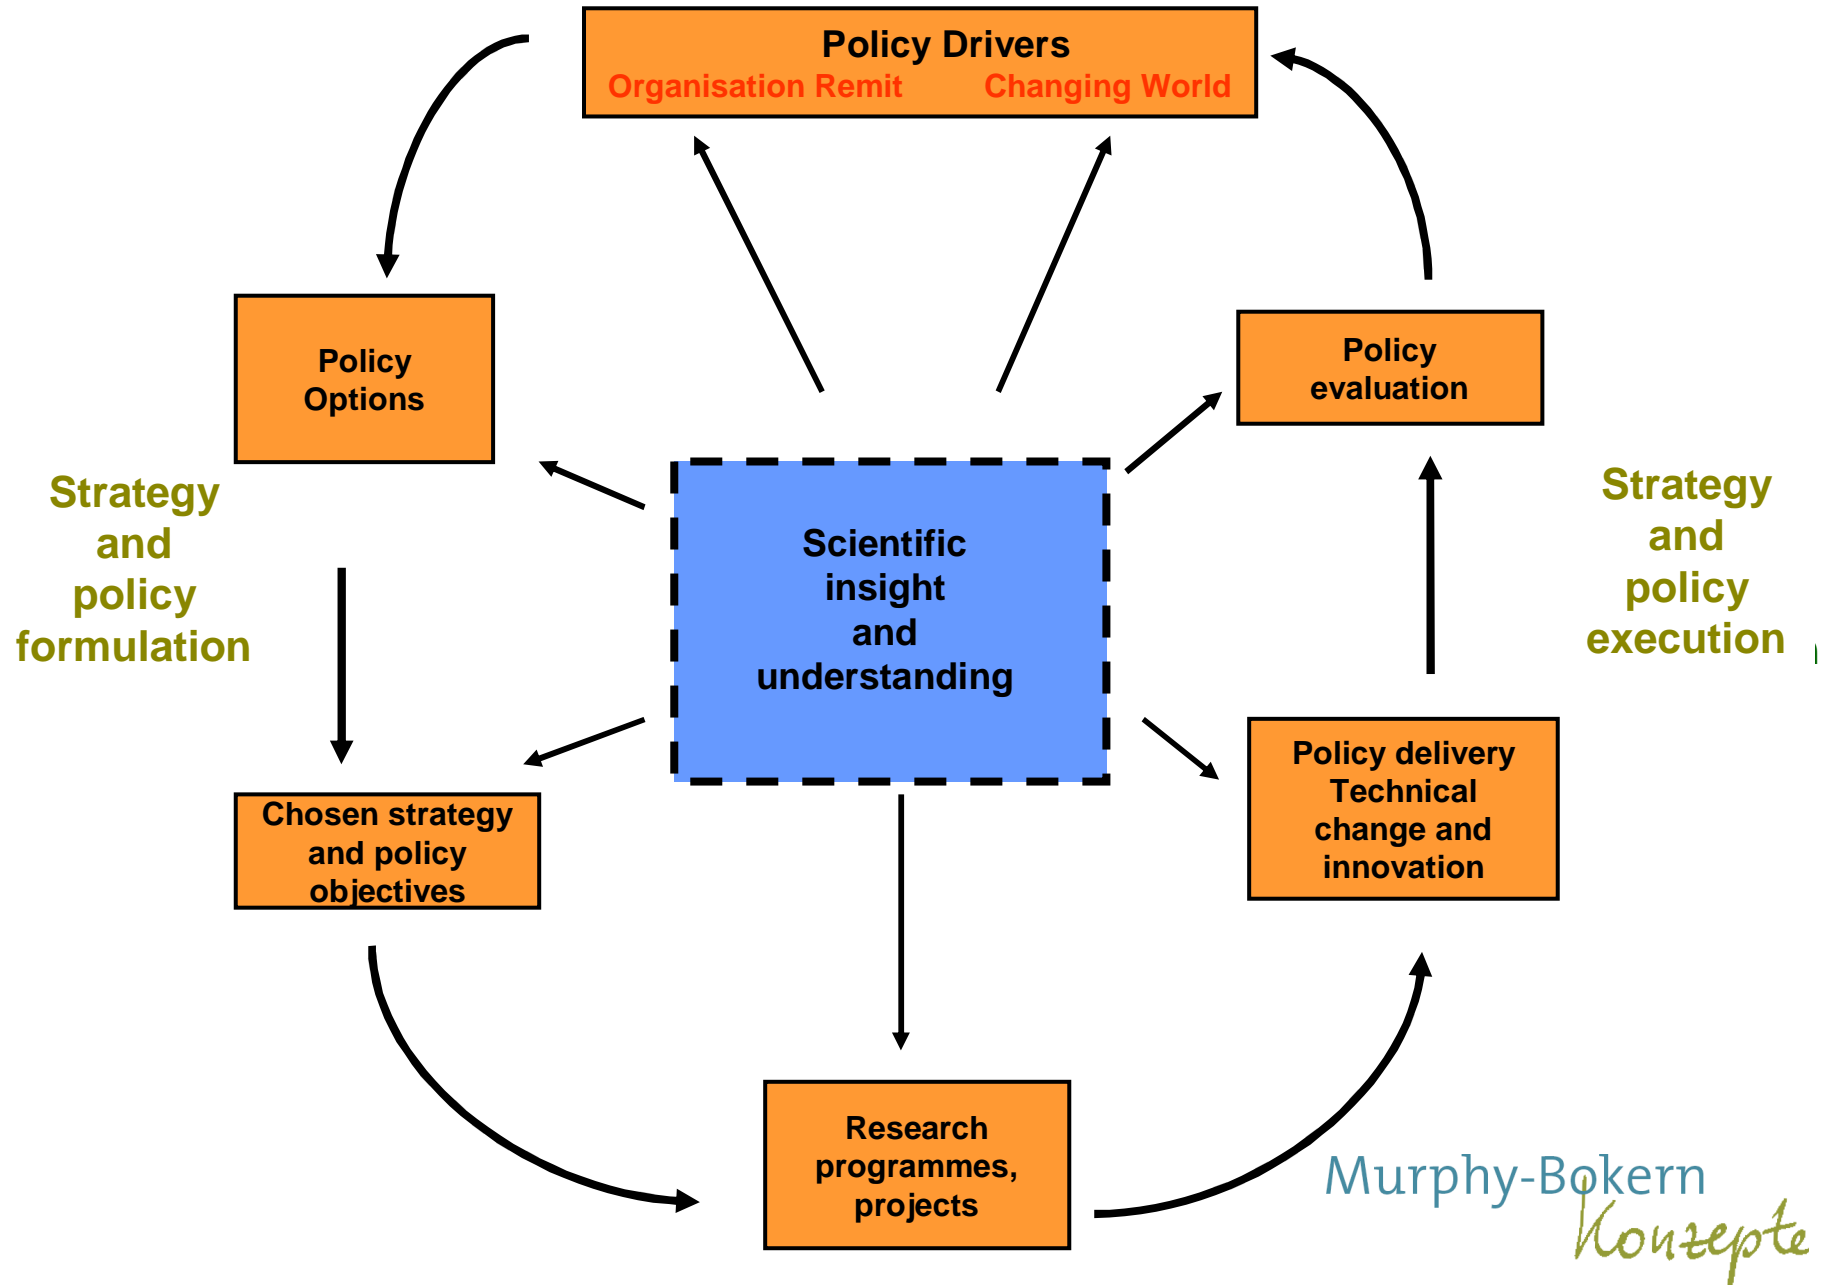 Policy Drivers
Organisation Remit Changing World
Policy
Options
Policy
evaluation
Strategy
and
policy
formulation
Scientific
insight
and
understanding
Strategy
and
policy
execution
Chosen strategy
and policy
objectives
Policy delivery
Technical
change and
innovation
Research
programmes,
projects
Murphy-Bokern
Konzepte